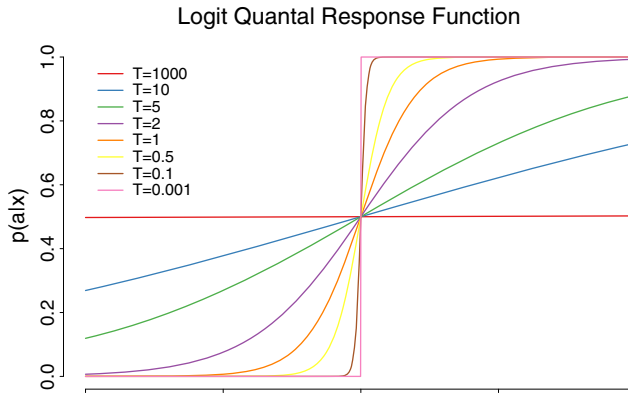 Logit Quantal Response Function
1.0
0.8
0.6
0.4
0.2
0.0
p(a|x)
T=1000
T=10
T=5
T=2
T=1
T=0.5
T=0.1
T=0.001